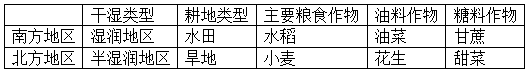 干湿类型 耕地类型 主要粮食作物 油料作物 糖料作物
南方地区 湿润地区 水田 水稻 油菜 甘蔗
北方地区 半湿润地区 旱地 小麦 花生 甜菜